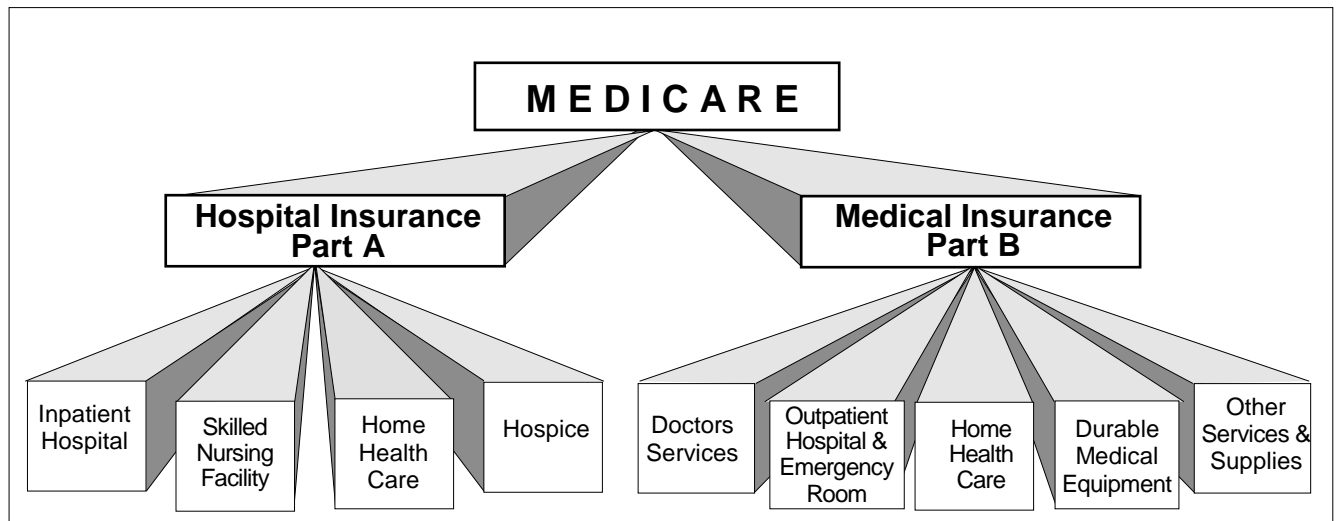 MEDICARE
Hospital Insurance
Part A
Medical Insurance
Part B
Inpatient
Hospital
Skilled
Nursing
Facility
Home
Health
Care
Hospice
Doctors
Services
Outpatient
Hospital &
Emergency
Room
Home
Health
Care
Durable
Medical
Equipment
Other
Services &
Supplies